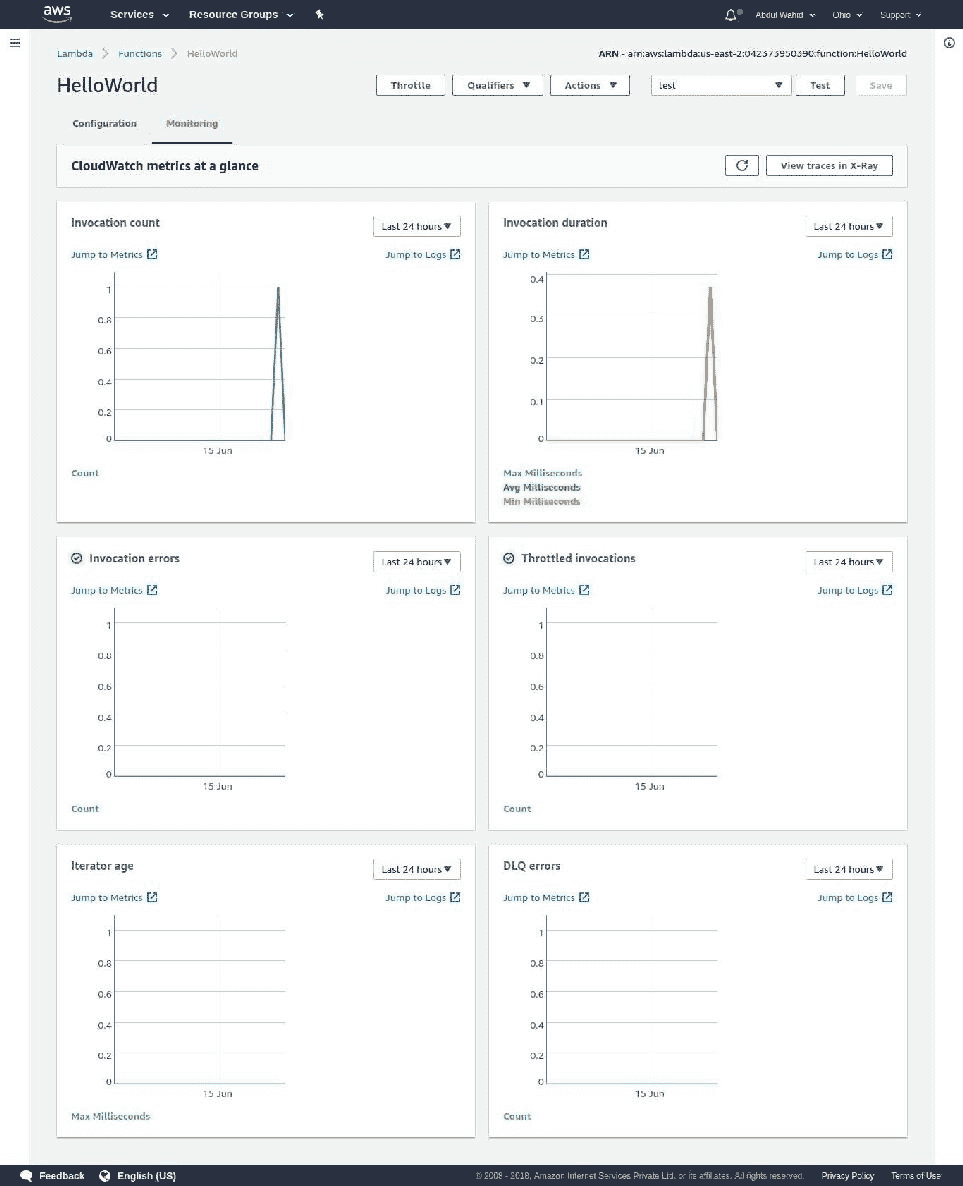 aws Services Resource Groups Abdul Wahid Ohio Support
Lambda Functions HelloWorld ARN - arn:aws:lambda:us-east-2:042373950390:function:HelloWorld
HelloWorld Throttle Qualifiers Actions test Test Save
Configuration Monitoring
CloudWatch metrics at a glance View traces in X-Ray
Invocation count Last 24 hours
Jump to Metrics Jump to Logs
1
0.8
0.6
0.4
0.2
0
15 Jun
Count
Invocation duration Last 24 hours
Jump to Metrics Jump to Logs
0.4
0.3
0.2
0.1
0
15 Jun
Max Milliseconds
Avg Milliseconds
Min Milliseconds
Invocation errors Last 24 hours
Jump to Metrics Jump to Logs
1
0.8
0.6
0.4
0.2
0
15 Jun
Count
Throttled invocations Last 24 hours
Jump to Metrics Jump to Logs
1
0.8
0.6
0.4
0.2
0
15 Jun
Count
Iterator age Last 24 hours
Jump to Metrics Jump to Logs
1
0.8
0.6
0.4
0.2
0
15 Jun
Max Milliseconds
DLQ errors Last 24 hours
Jump to Metrics Jump to Logs
1
0.8
0.6
0.4
0.2
0
15 Jun
Count
Feedback English (US) © 2008 - 2018, Amazon Internet Services Private Ltd. or its affiliates. All rights reserved. Privacy Policy Terms of Use